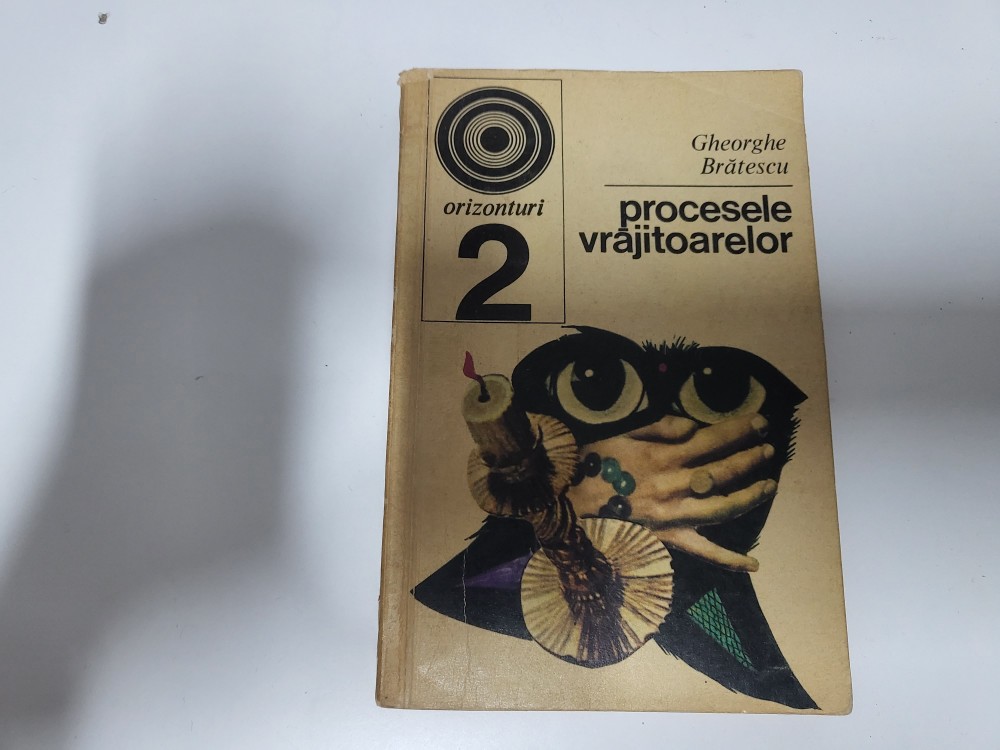 orizonturi
2
Gheorghe
Brătescu
procesele
vrăjitoarelor